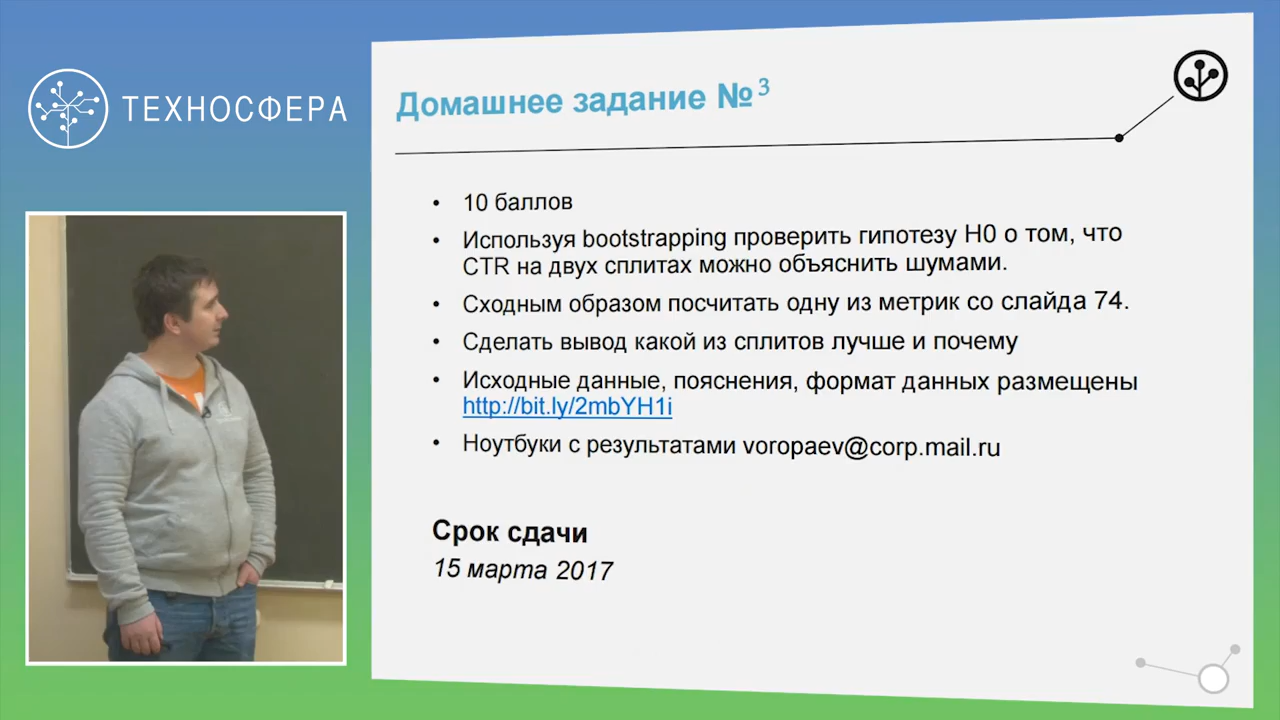 ТЕХНОСФЕРА
Домашнее задание №3
• 10 баллов
• Используя bootstrapping проверить гипотезу H0 о том, что
CTR на двух сплитах можно объяснить шумами.
• Сходным образом посчитать одну из метрик со слайда 74.
• Сделать вывод какой из сплитов лучше и почему
• Исходные данные, пояснения, формат данных размещены
http://bit.ly/2mbYH1i
• Ноутбуки с результатами voropaev@corp.mail.ru
Срок сдачи
15 марта 2017